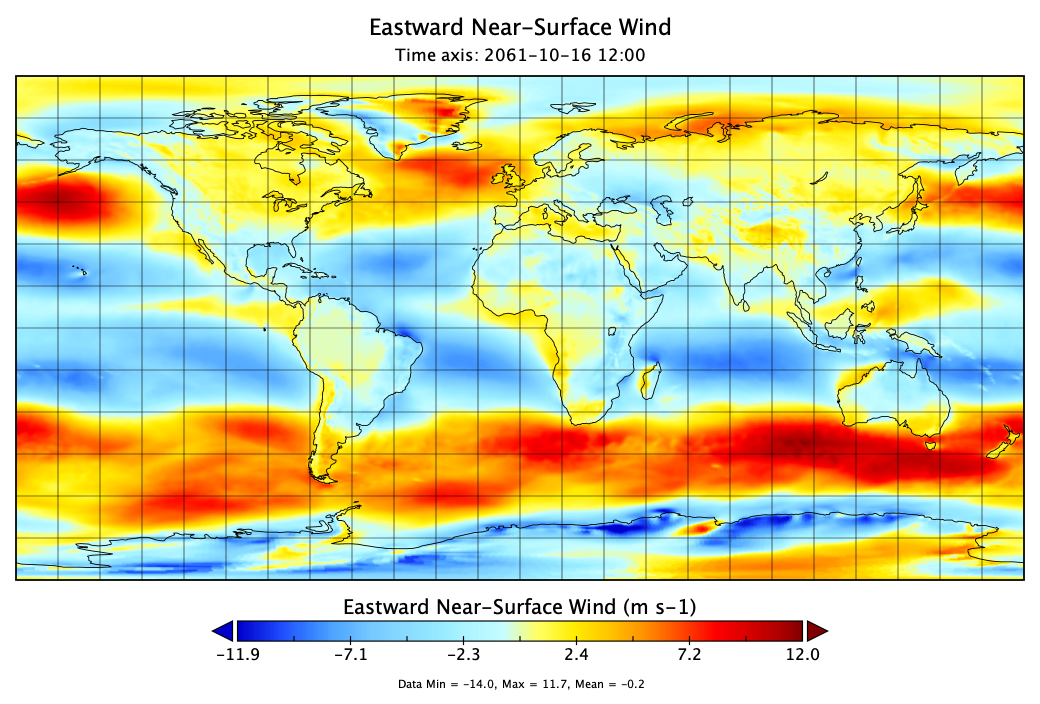 Eastward Near-Surface Wind
Time axis: 2061-10-16 12:00
Eastward Near-Surface Wind (m s-1)
-11.9 -7.1 -2.3 2.4 7.2 12.0
Data Min = -14.0, Max = 11.7, Mean = -0.2